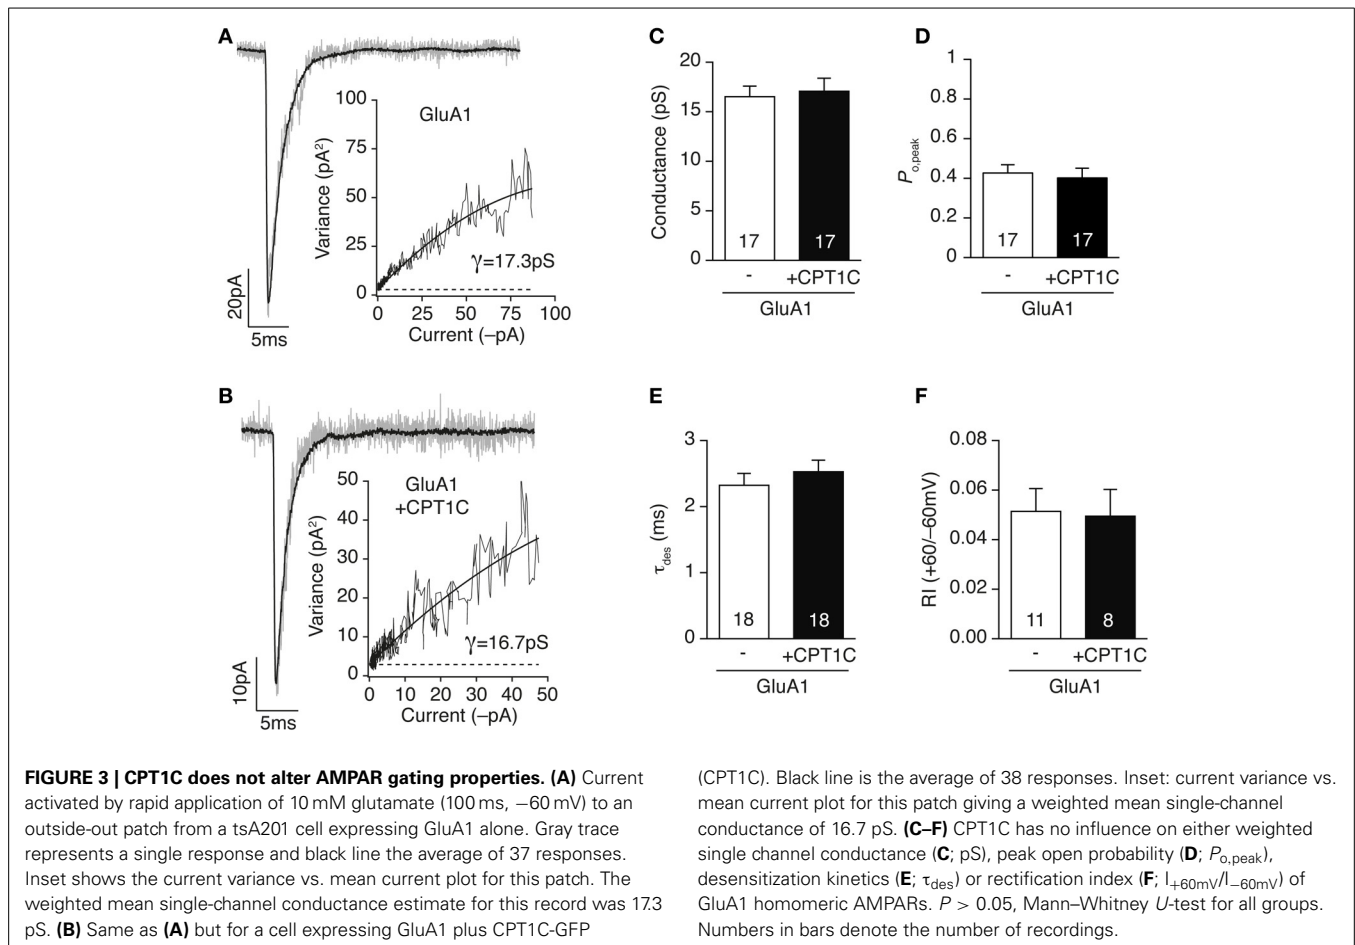 A
100
75
50
25
0
Variance (pA²)
GluA1
γ=17.3pS
0 25 50 75 100
Current (–pA)
20pA
5ms
B
50
40
30
20
10
0
Variance (pA²)
GluA1
+CPT1C
γ=16.7pS
0 10 20 30 40 50
Current (–pA)
10pA
5ms
C
20
15
10
5
0
Conductance (pS)
17 17
- +CPT1C
GluA1
D
1
0.8
0.6
0.4
0.2
0
Po,peak
17 17
- +CPT1C
GluA1
E
3
2
1
0
τdes (ms)
18 18
- +CPT1C
GluA1
F
0.08
0.06
0.04
0.02
0.00
RI (+60/–60mV)
11 8
- +CPT1C
GluA1
FIGURE 3 | CPT1C does not alter AMPAR gating properties. (A) Current
activated by rapid application of 10 mM glutamate (100 ms, −60 mV) to an
outside-out patch from a tsA201 cell expressing GluA1 alone. Gray trace
represents a single response and black line the average of 37 responses.
Inset shows the current variance vs. mean current plot for this patch. The
weighted mean single-channel conductance estimate for this record was 17.3
pS. (B) Same as (A) but for a cell expressing GluA1 plus CPT1C-GFP
(CPT1C). Black line is the average of 38 responses. Inset: current variance vs.
mean current plot for this patch giving a weighted mean single-channel
conductance of 16.7 pS. (C–F) CPT1C has no influence on either weighted
single channel conductance (C; pS), peak open probability (D; Po,peak),
desensitization kinetics (E; τdes) or rectification index (F; I+60mV/I−60mV) of
GluA1 homomeric AMPARs. P > 0.05, Mann–Whitney U-test for all groups.
Numbers in bars denote the number of recordings.